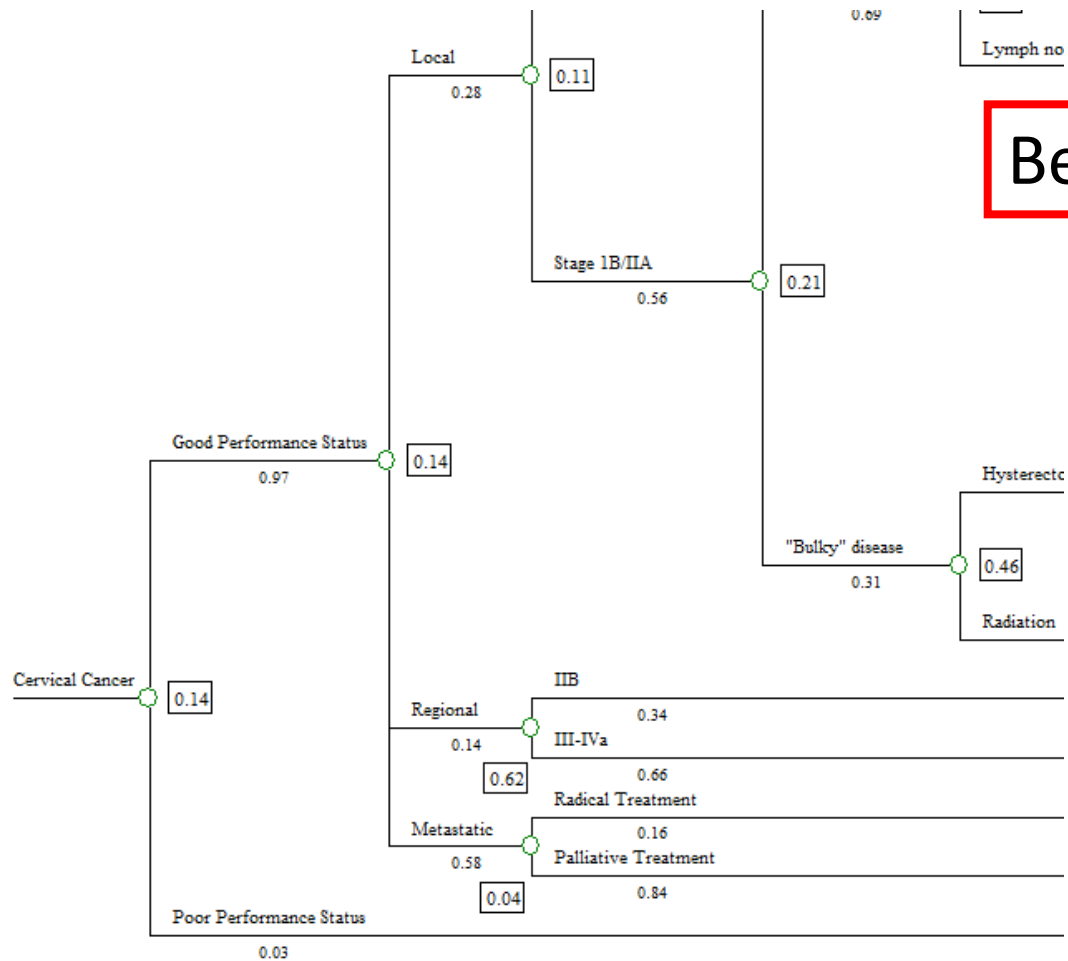 0.69
Lymph no
Local
0.28
0.11
Be
Stage 1B/IIA
0.56
0.21
Good Performance Status
0.97
0.14
Hysterecto
"Bulky" disease
0.31
0.46
Radiation
Cervical Cancer
0.14
Regional
0.14
0.62
IIB
0.34
III-IVa
0.66
Radical Treatment
0.16
Metastatic
0.58
0.04
Palliative Treatment
0.84
Poor Performance Status
0.03